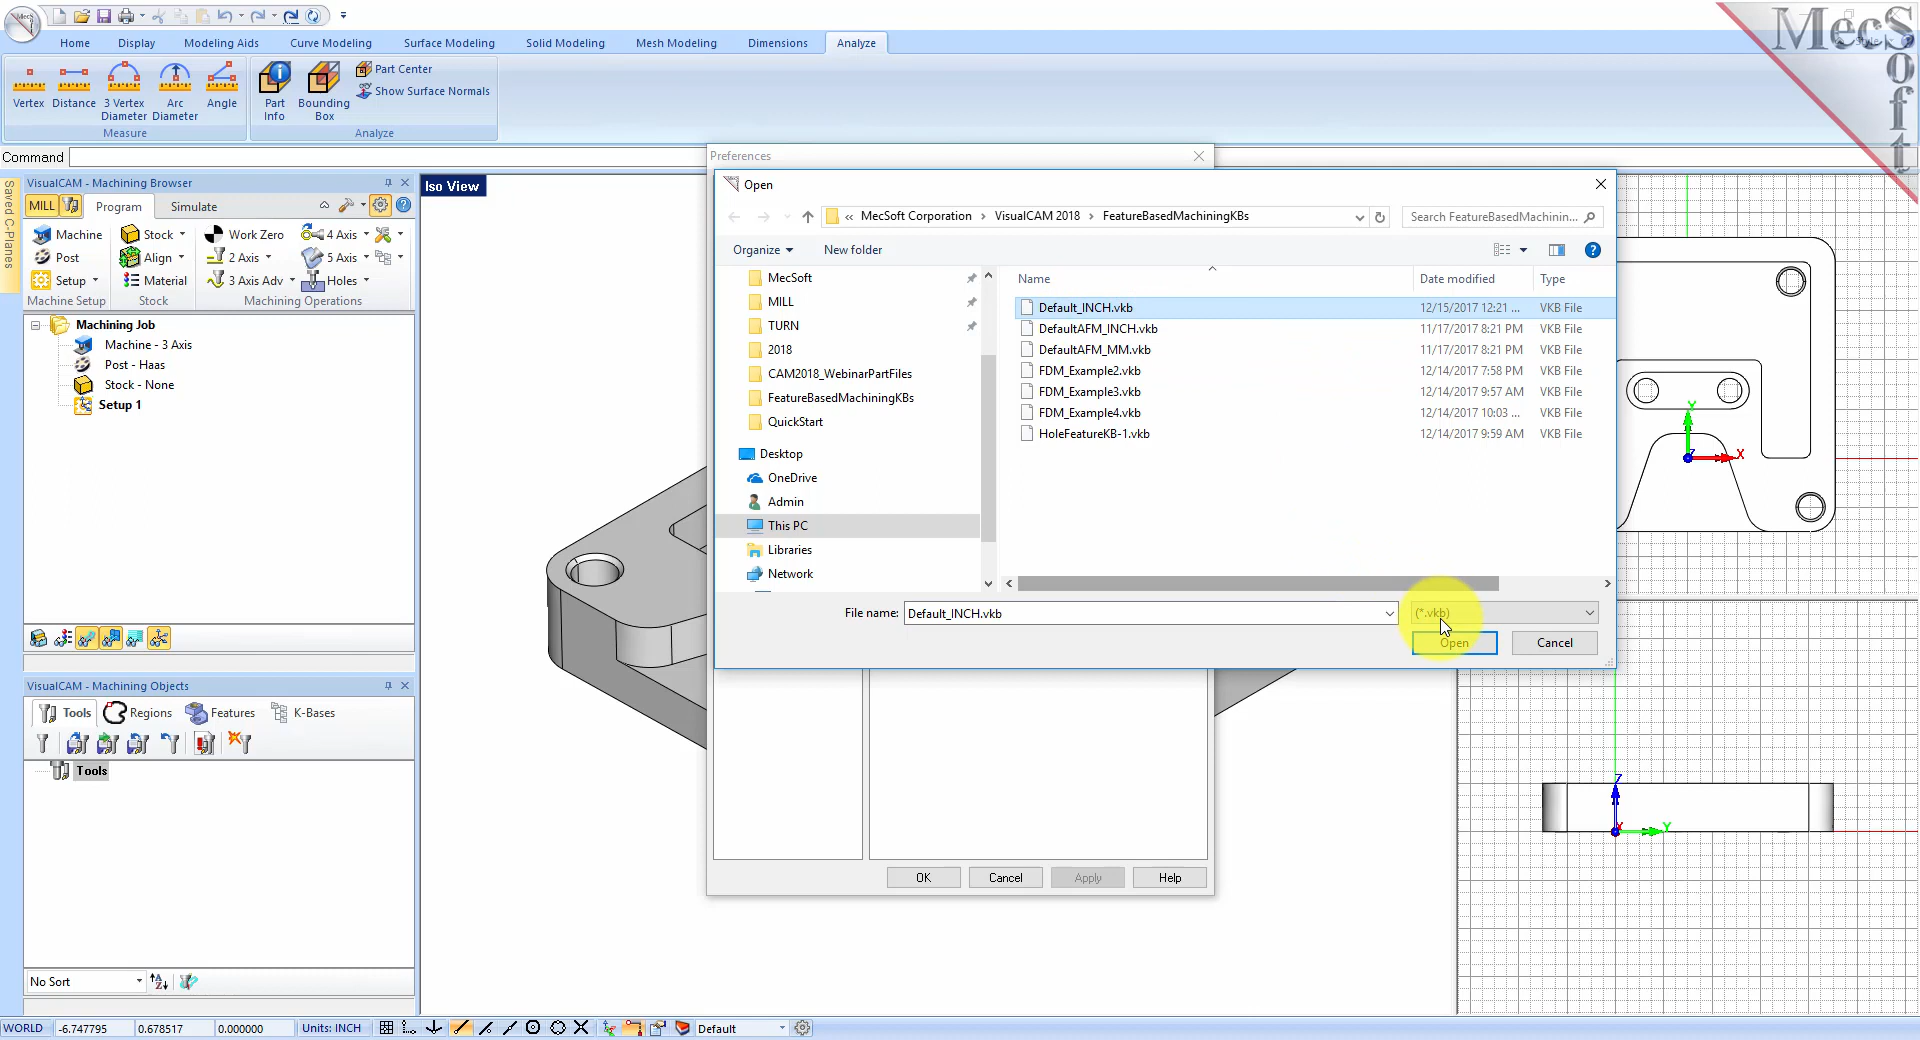 Home Display Modeling Aids Curve Modeling Surface Modeling Solid Modeling Mesh Modeling Dimensions Analyze
MecSoft
Vertex Distance 3 Vertex Diameter Arc Diameter Angle
Part Info Bounding Box Part Center
Show Surface Normals
Measure Analyze
Command
Preferences
Saved C-Planes
VisualCAM - Machining Browser
MILL Program Simulate
Machine Stock Work Zero 4 Axis
Post Align 2 Axis 5 Axis
Setup Material 3 Axis Adv Holes
Machine Setup Stock Machining Operations
Machining Job
Machine - 3 Axis
Post - Haas
Stock - None
Setup 1
Iso View
Open
« MecSoft Corporation › VisualCAM 2018 › FeatureBasedMachiningKBs
Search FeatureBasedMachinin...
Organize New folder
MecSoft
MILL
TURN
2018
CAM2018_WebinarPartFiles
FeatureBasedMachiningKBs
QuickStart
Desktop
OneDrive
Admin
This PC
Libraries
Network
Name Date modified Type
Default_INCH.vkb 12/15/2017 12:21 ... VKB File
DefaultAFM_INCH.vkb 11/17/2017 8:21 PM VKB File
DefaultAFM_MM.vkb 11/17/2017 8:21 PM VKB File
FDM_Example2.vkb 12/14/2017 7:58 PM VKB File
FDM_Example3.vkb 12/14/2017 9:57 AM VKB File
FDM_Example4.vkb 12/14/2017 10:03 ... VKB File
HoleFeatureKB-1.vkb 12/14/2017 9:59 AM VKB File
File name: Default_INCH.vkb (*.vkb)
Open Cancel
OK Cancel Apply Help
Y
X
Z
Z
X
Y
VisualCAM - Machining Objects
Tools Regions Features K-Bases
Tools
No Sort
WORLD -6.747795 0.678517 0.000000 Units: INCH Default